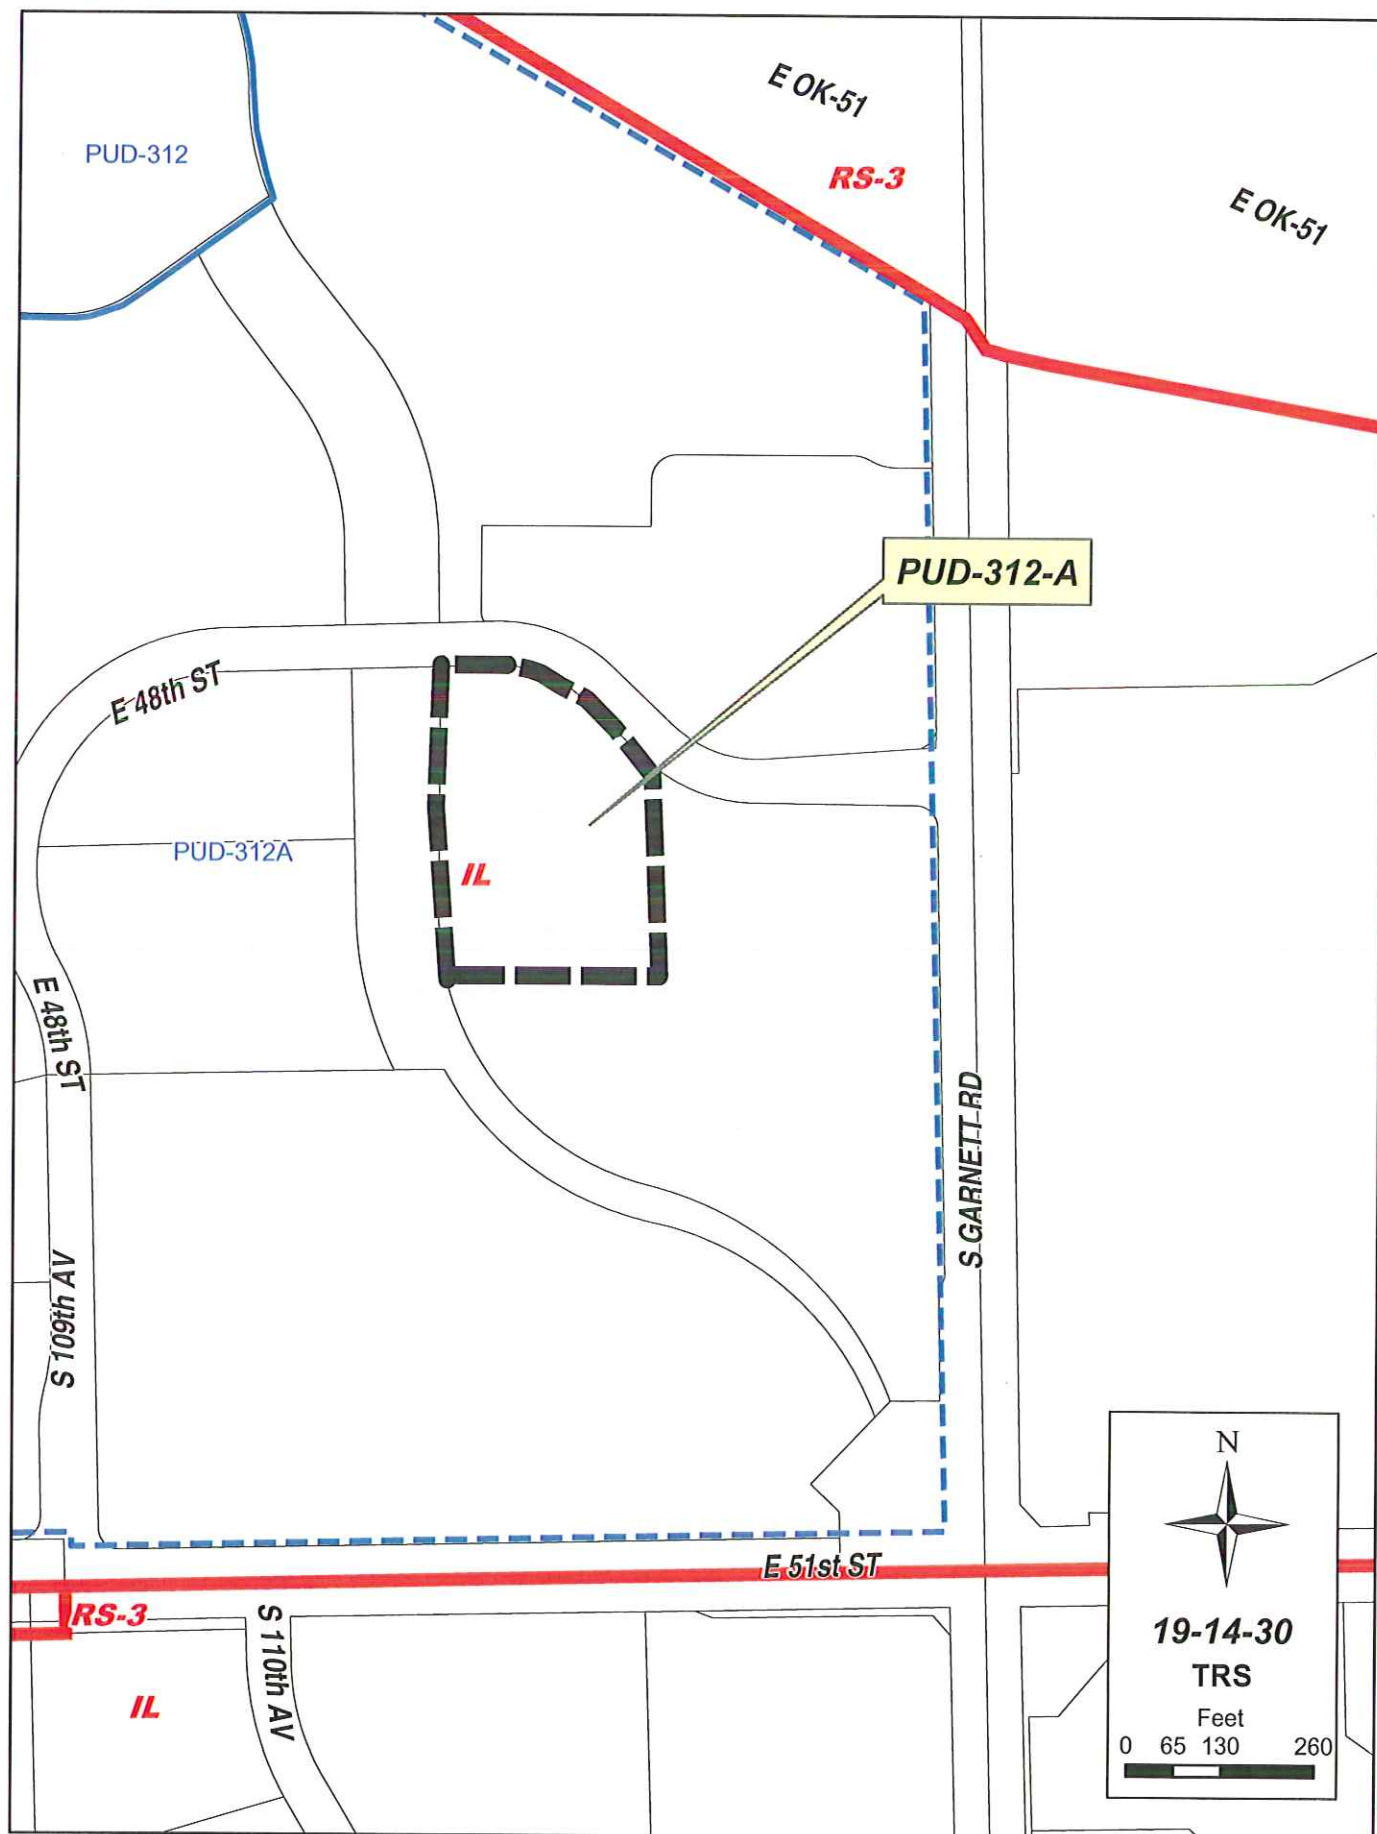 E OK-51
PUD-312
RS-3
E OK-51
PUD-312-A
E 48th ST
PUD-312A
IL
E 48th ST
S GARNETT RD
S 109th AV
N
E 51st ST
RS-3
S 110th AV
19-14-30
TRS
IL
Feet
0 65 130 260